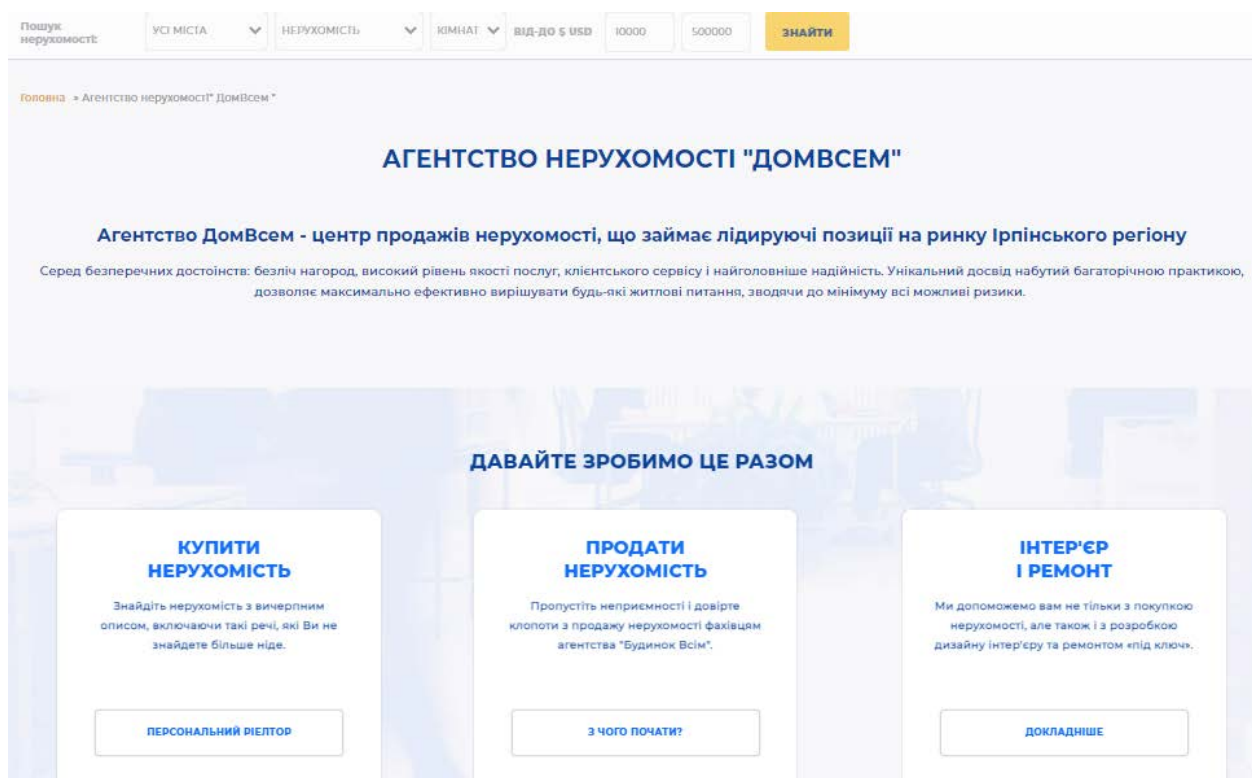 Пошук
нерухомості:
УСІ МІСТА
НЕРУХОМІСТЬ
КІМНАТ
ВІД-ДО $ USD
10000
500000
ЗНАЙТИ
Головна » Агентство нерухомості" ДомВсем "
АГЕНТСТВО НЕРУХОМОСТІ "ДОМВСЕМ"
Агентство ДомВсем - центр продажів нерухомості, що займає лідируючі позиції на ринку Ірпінського регіону
Серед безперечних достоінств: безліч нагород, високий рівень якості послуг, клієнтського сервісу і найголовніше надійність. Унікальний досвід набутий багаторічною практикою,
дозволяє максимально ефективно вирішувати будь-які житлові питання, зводячи до мінімуму всі можливі ризики.
ДАВАЙТЕ ЗРОБИМО ЦЕ РАЗОМ
КУПИТИ
НЕРУХОМІСТЬ
Знайдіть нерухомість з вичерпним
описом, включаючи такі речі, які Ви не
знайдете більше ніде.
ПЕРСОНАЛЬНИЙ РІЕЛТОР
ПРОДАТИ
НЕРУХОМІСТЬ
Пропустіть неприємності і довірте
клопоти з продажу нерухомості фахівцям
агентства "Будинок Всім".
З ЧОГО ПОЧАТИ?
ІНТЕР'ЄР
І РЕМОНТ
Ми допоможемо вам не тільки з покупкою
нерухомості, але також і з розробкою
дизайну інтер'єру та ремонтом «під ключ».
ДОКЛАДНІШЕ